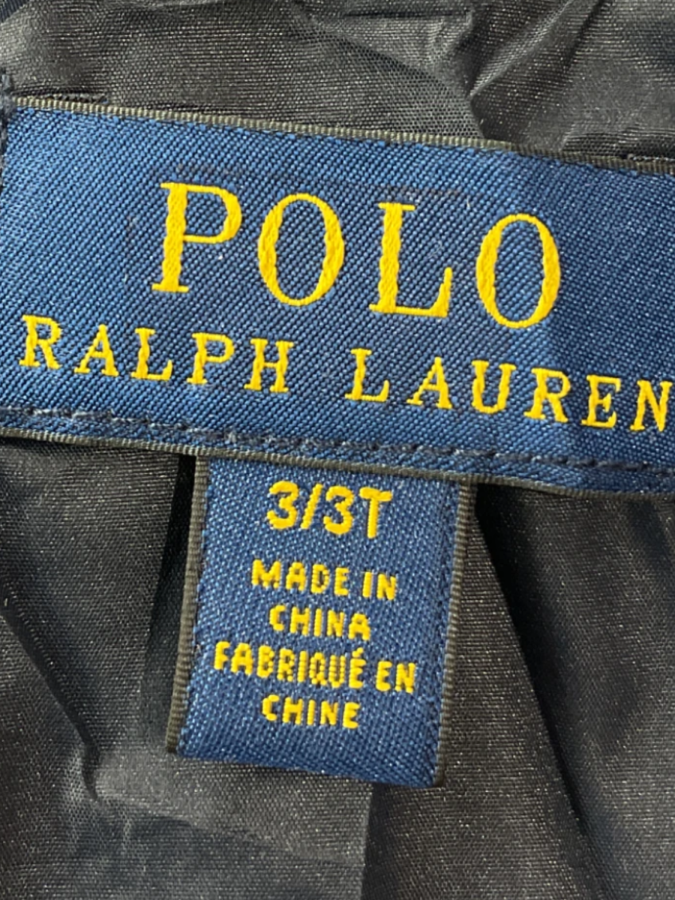 POLO
RALPH LAUREN
3/3T
MADE IN
CHINA
FABRIQUÉ EN
CHINE